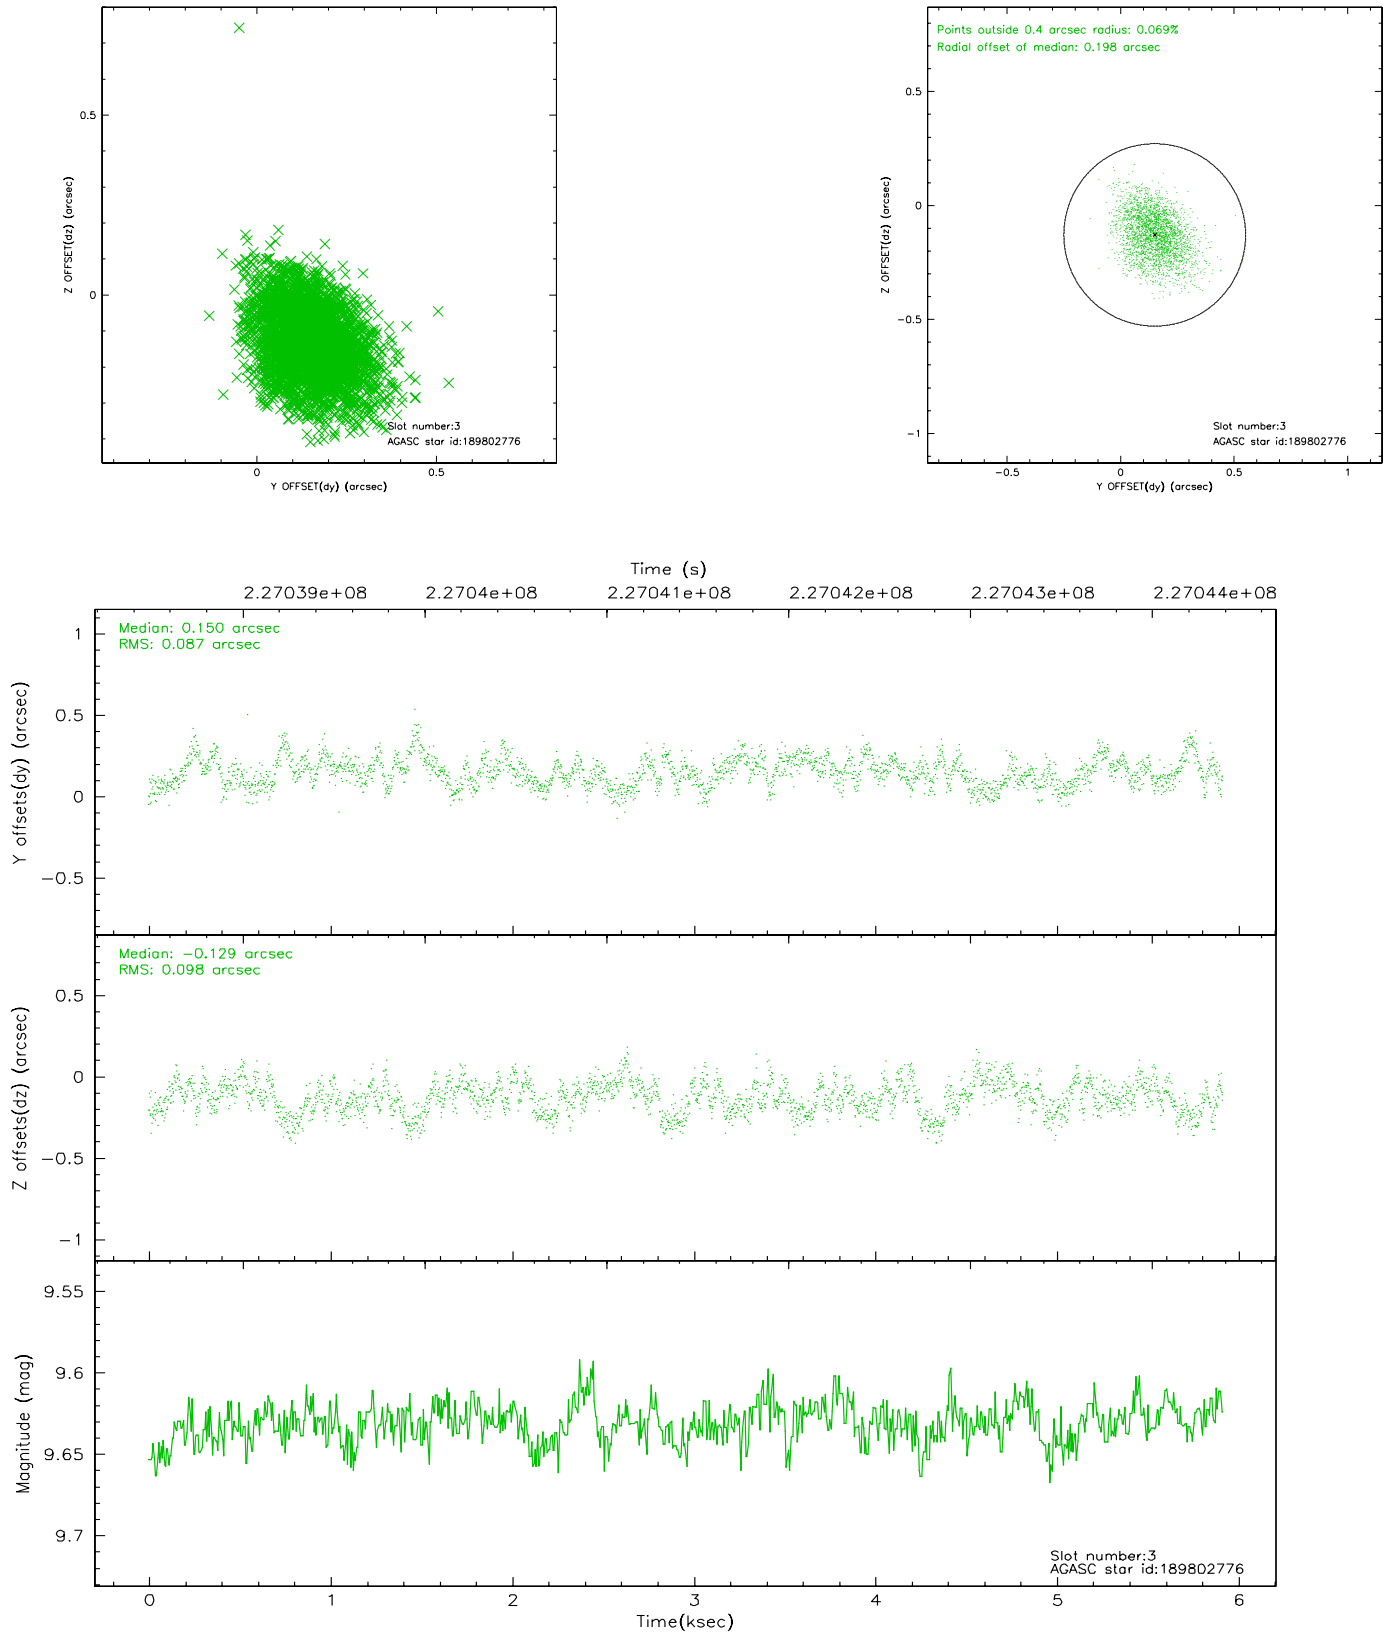 0.5
0
Z OFFSET(dz) (arcsec)
Slot number:3
AGASC star id:189802776
0
0.5
Y OFFSET(dy) (arcsec)
Points outside 0.4 arcsec radius: 0.069%
Radial offset of median: 0.198 arcsec
0.5
0
−0.5
−1
Z OFFSET(dz) (arcsec)
Slot number:3
AGASC star id:189802776
−0.5
0
0.5
1
Y OFFSET(dy) (arcsec)
Time (s)
2.27039e+08
2.2704e+08
2.27041e+08
2.27042e+08
2.27043e+08
2.27044e+08
Median: 0.150 arcsec
RMS: 0.087 arcsec
1
0.5
0
−0.5
Y offsets(dy) (arcsec)
Median: −0.129 arcsec
RMS: 0.098 arcsec
0.5
0
−0.5
−1
Z offsets(dz) (arcsec)
9.55
9.6
9.65
9.7
Magnitude (mag)
Slot number:3
AGASC star id:189802776
0
1
2
3
4
5
6
Time(ksec)